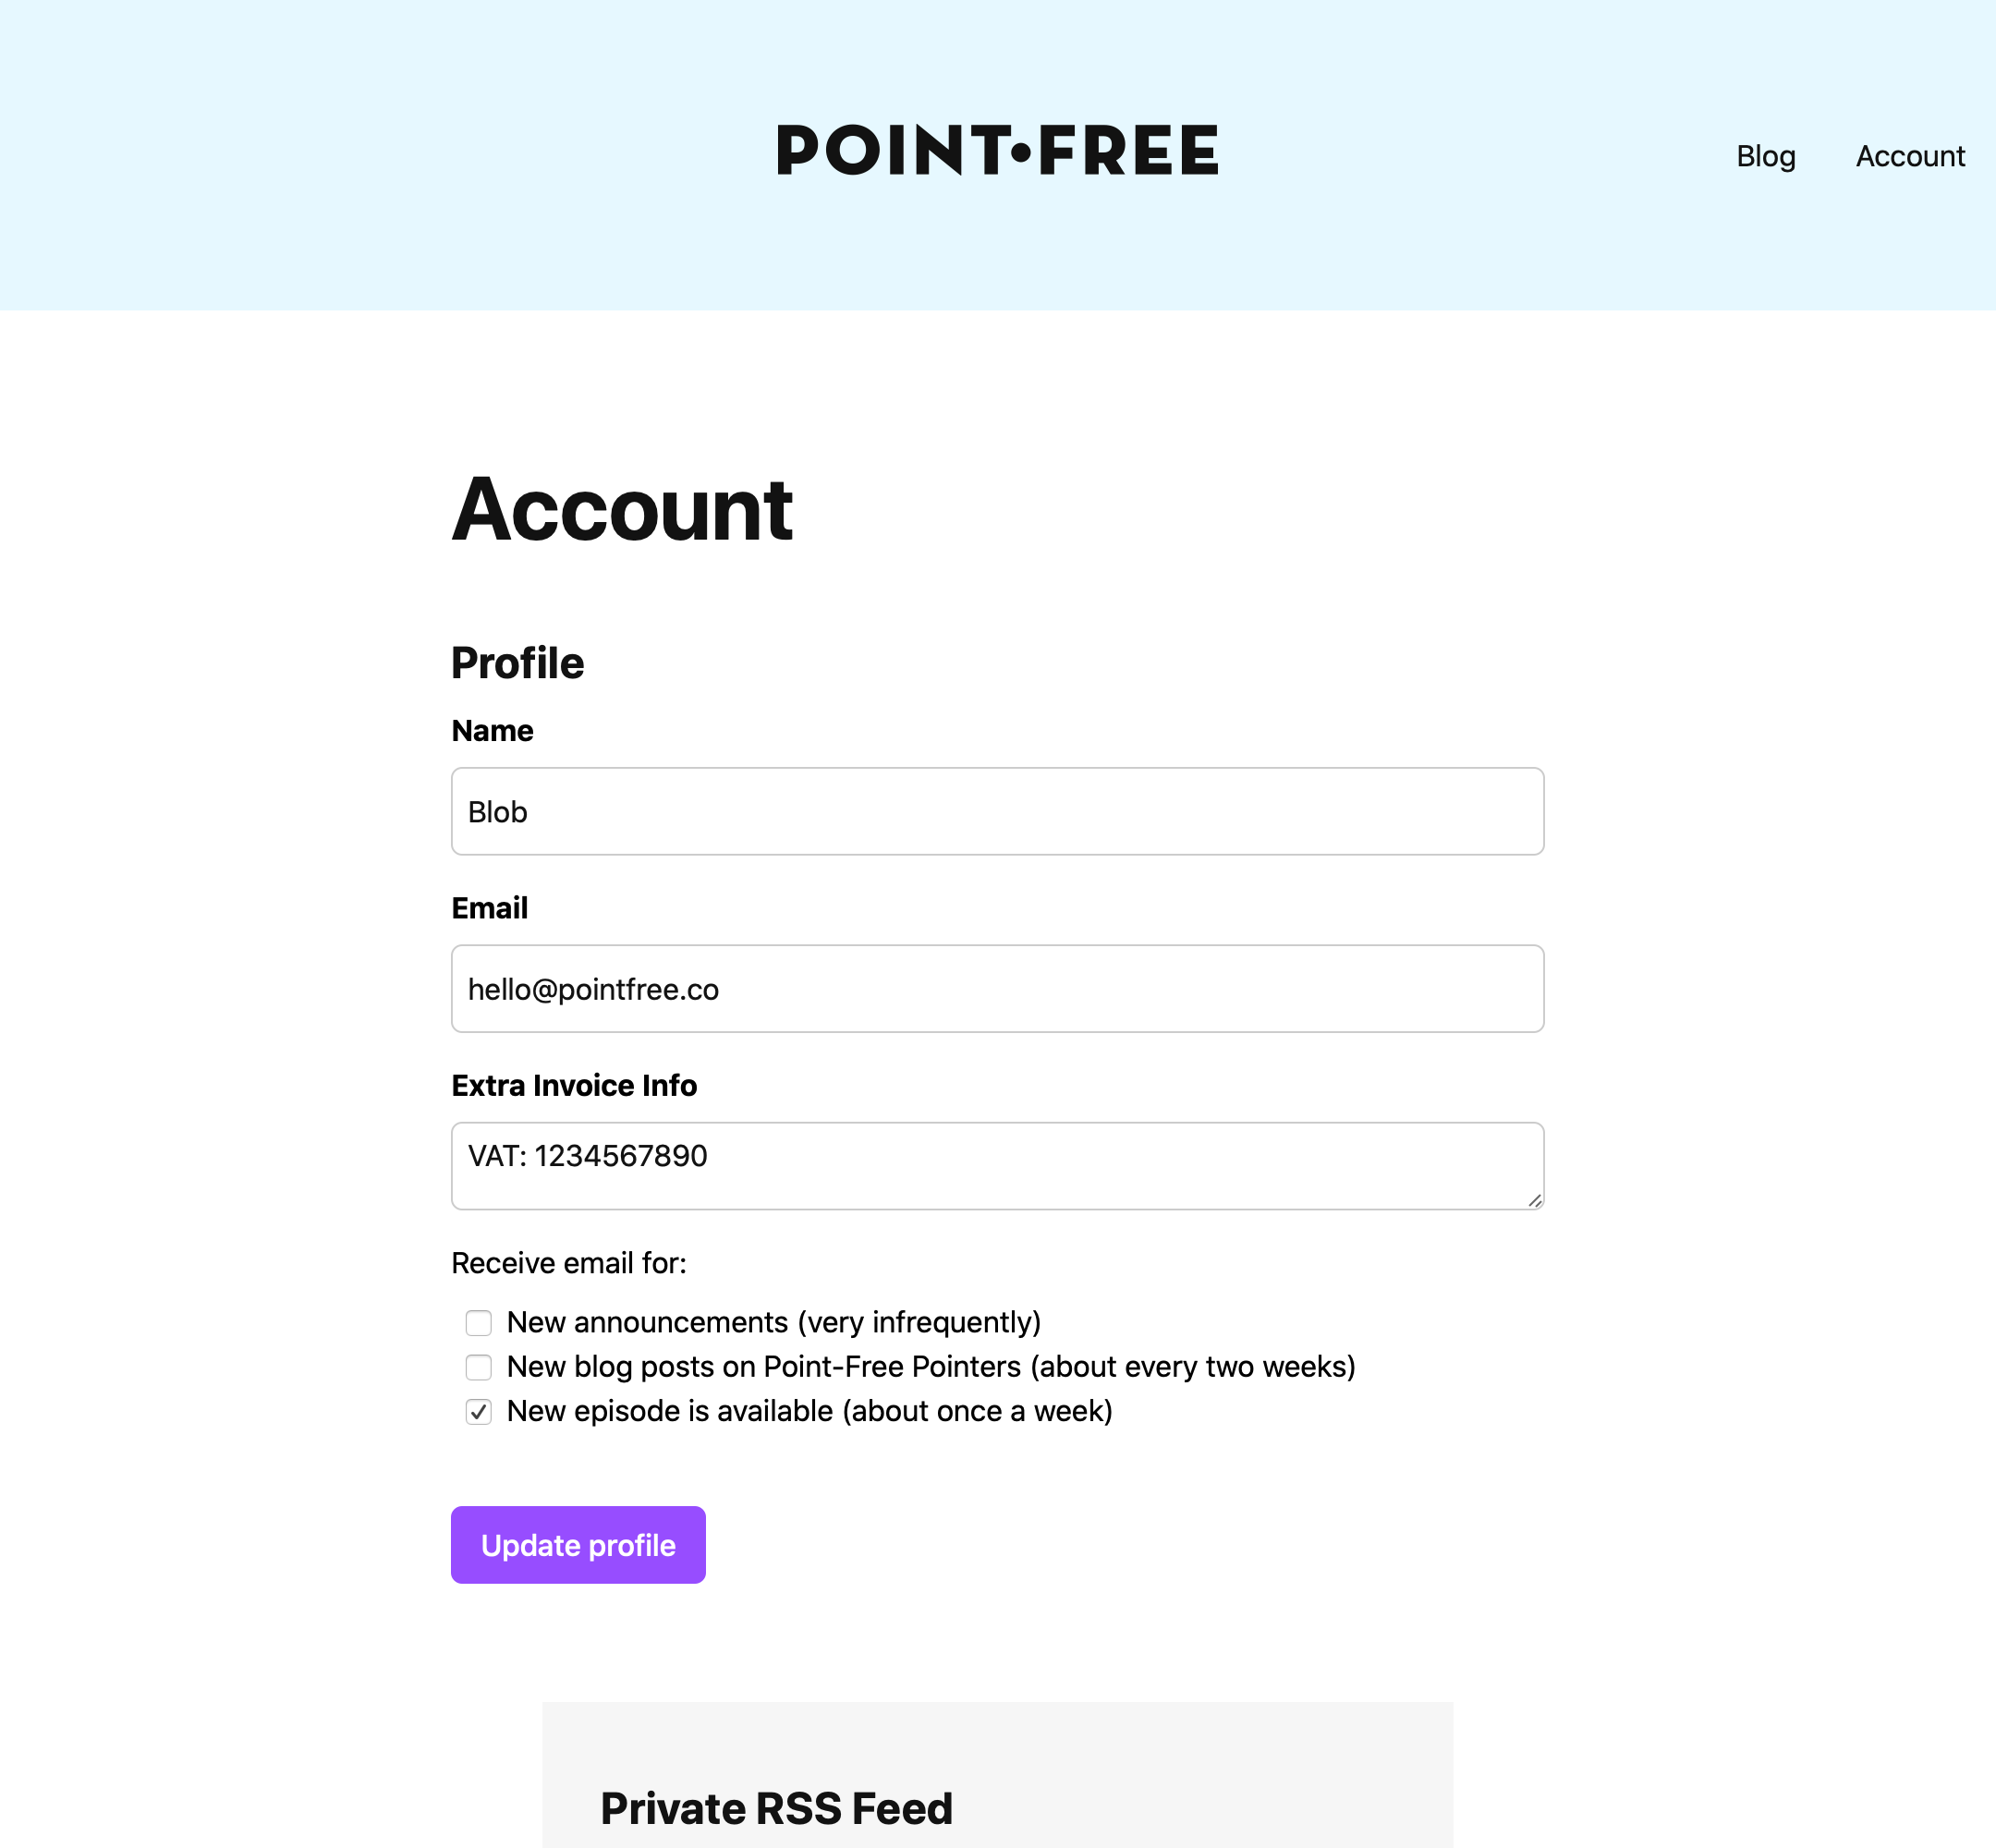 POINT•FREE
Blog
Account
Account
Profile
Name
Blob
Email
hello@pointfree.co
Extra Invoice Info
VAT: 1234567890
Receive email for:
New announcements (very infrequently)
New blog posts on Point-Free Pointers (about every two weeks)
New episode is available (about once a week)
Update profile
Private RSS Feed